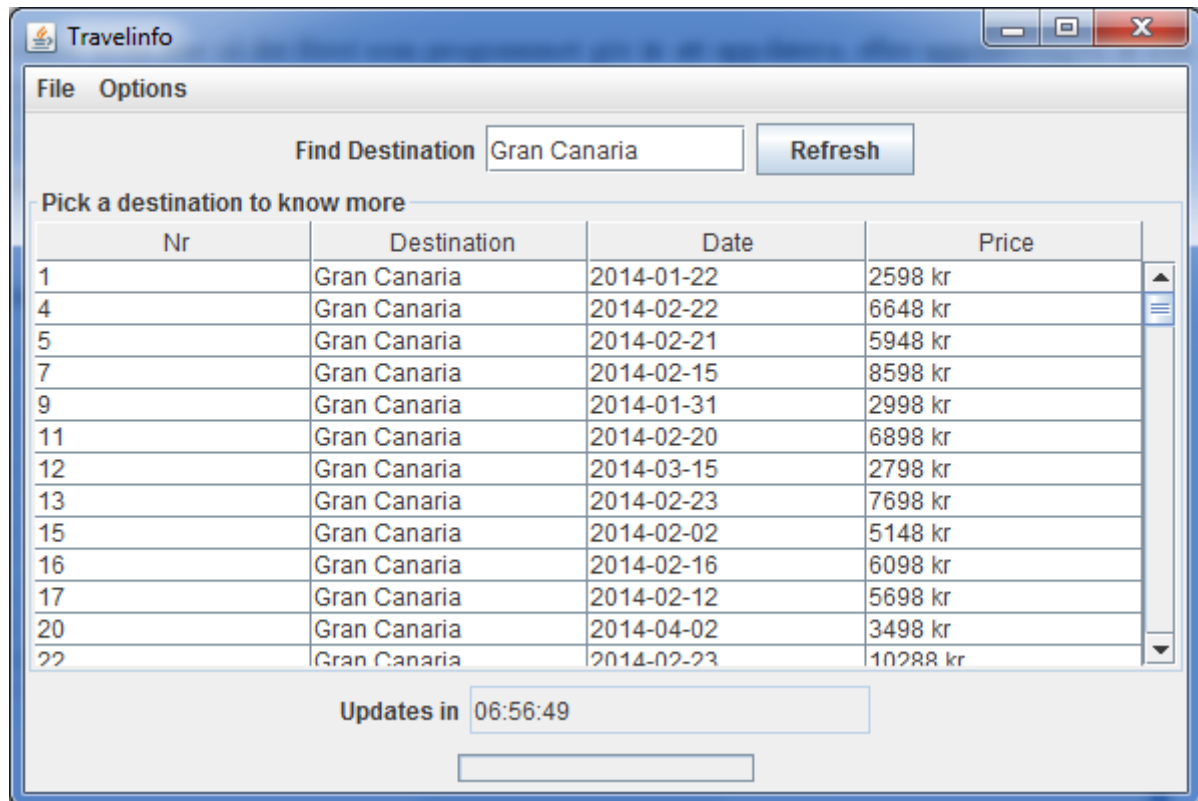 Travelinfo
File Options
Find Destination Gran Canaria Refresh
Pick a destination to know more
Nr Destination Date Price
1 Gran Canaria 2014-01-22 2598 kr
4 Gran Canaria 2014-02-22 6648 kr
5 Gran Canaria 2014-02-21 5948 kr
7 Gran Canaria 2014-02-15 8598 kr
9 Gran Canaria 2014-01-31 2998 kr
11 Gran Canaria 2014-02-20 6898 kr
12 Gran Canaria 2014-03-15 2798 kr
13 Gran Canaria 2014-02-23 7698 kr
15 Gran Canaria 2014-02-02 5148 kr
16 Gran Canaria 2014-02-16 6098 kr
17 Gran Canaria 2014-02-12 5698 kr
20 Gran Canaria 2014-04-02 3498 kr
22 Gran Canaria 2014-02-23 10288 kr
Updates in 06:56:49